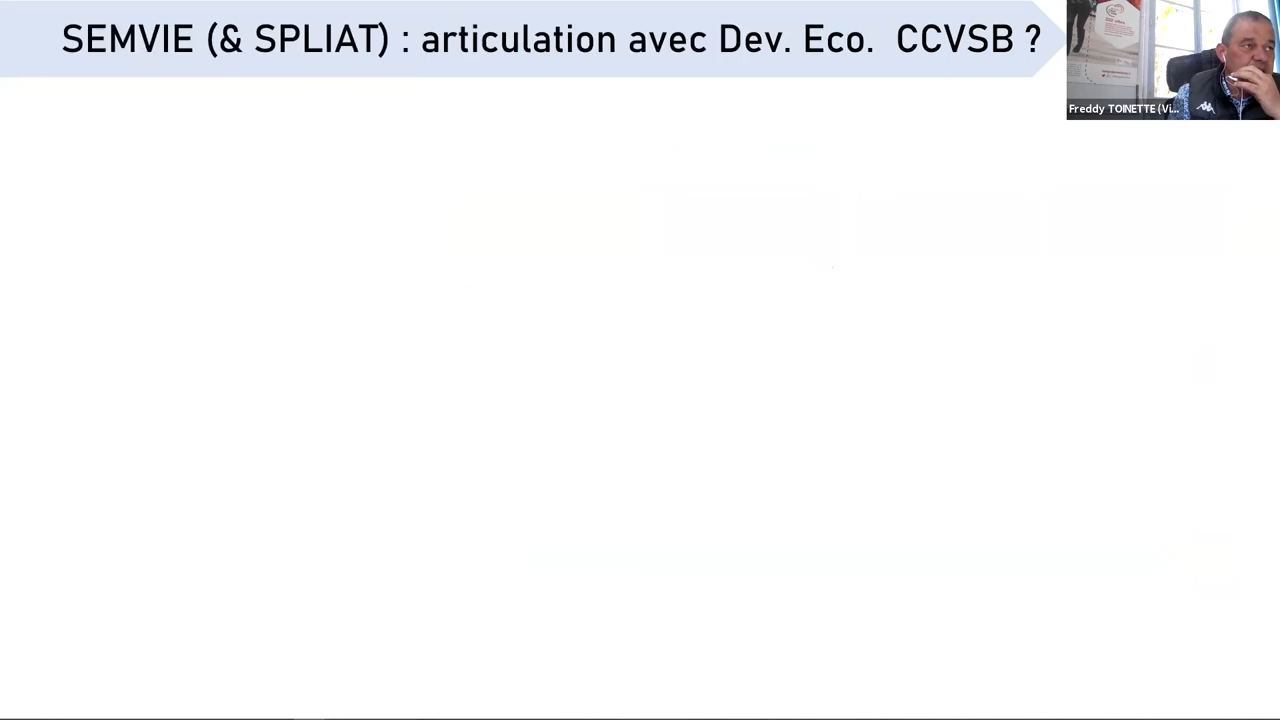 SEMVIE (& SPLIAT) : articulation avec Dev. Eco. CCVSB ?
Freddy TOINETTE (Vi...